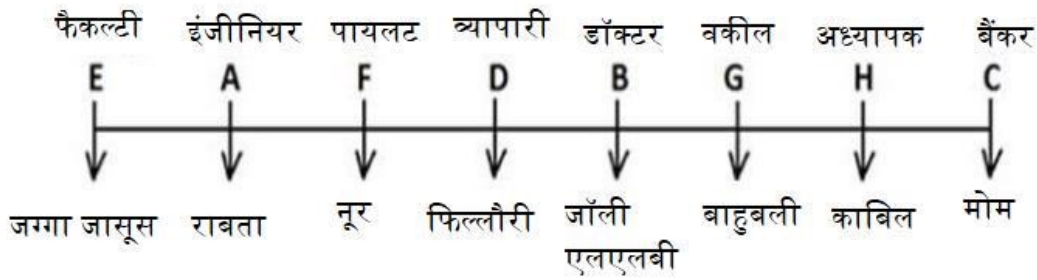 फैकल्टी इंजीनियर पायलट व्यापारी डॉक्टर वकील अध्यापक बैंकर
E A F D B G H C
जग्गा जासूस राबता नूर फिल्लौरी जॉली बाहुबली काबिल मोम
एलएलबी